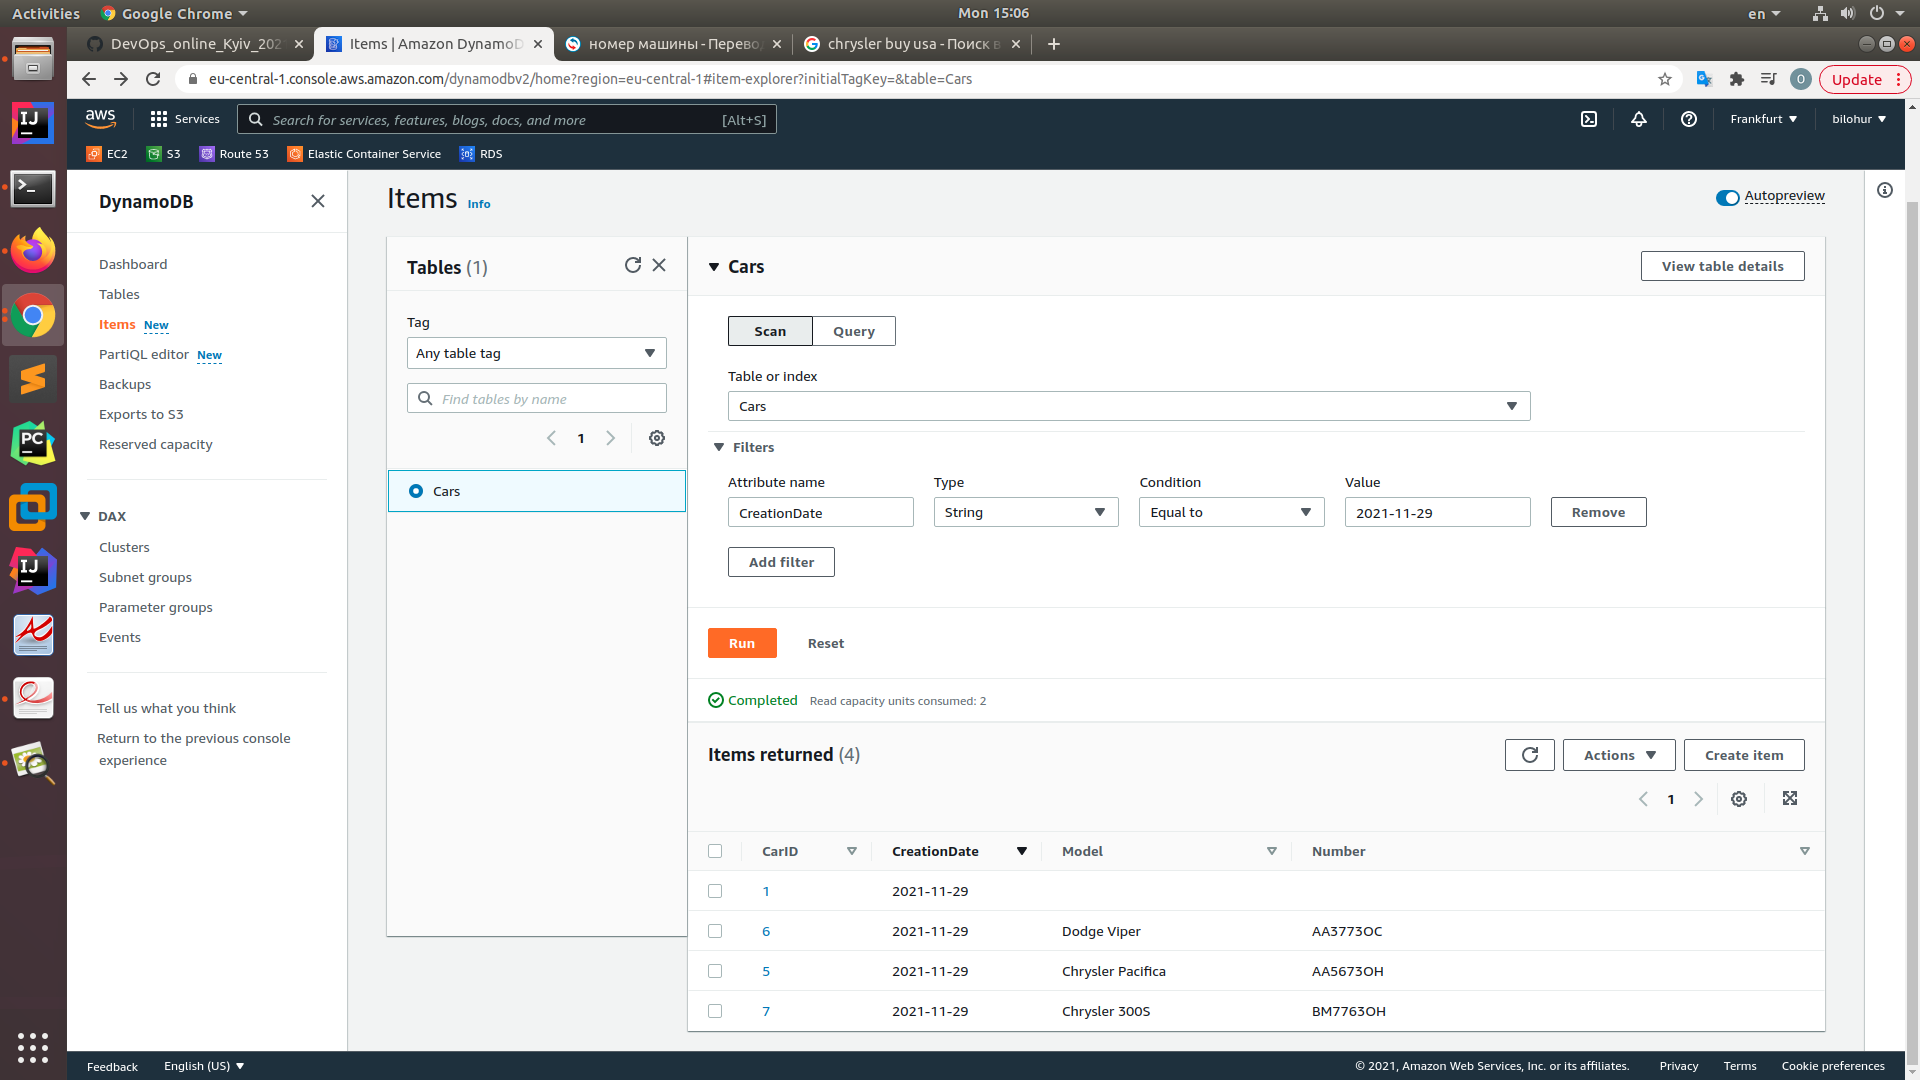 Activities Google Chrome Mon 15:06 en
DevOps_online_Kyiv_202 Items | Amazon DynamoD номер машины - Перевод chrysler buy usa - Поиск в
eu-central-1.console.aws.amazon.com/dynamodbv2/home?region=eu-central-1#item-explorer?initialTagKey=&table=Cars O Update
aws Services Search for services, features, blogs, docs, and more [Alt+S] Frankfurt bilohur
EC2 S3 Route 53 Elastic Container Service RDS
DynamoDB
Dashboard
Tables
Items New
PartiQL editor New
Backups
Exports to S3
Reserved capacity
DAX
Clusters
Subnet groups
Parameter groups
Events
Tell us what you think
Return to the previous console
experience
Items Info
Autopreview
Tables (1)
Tag
Any table tag
Find tables by name
1
Cars
Cars
View table details
Scan Query
Table or index
Cars
Filters
Attribute name Type Condition Value
CreationDate String Equal to 2021-11-29 Remove
Add filter
Run Reset
Completed Read capacity units consumed: 2
Items returned (4)
Actions Create item
1
CarID CreationDate Model Number
1 2021-11-29
6 2021-11-29 Dodge Viper AA3773OC
5 2021-11-29 Chrysler Pacifica AA5673OH
7 2021-11-29 Chrysler 300S BM7763OH
Feedback English (US) © 2021, Amazon Web Services, Inc. or its affiliates. Privacy Terms Cookie preferences
IJ
PC
IJ